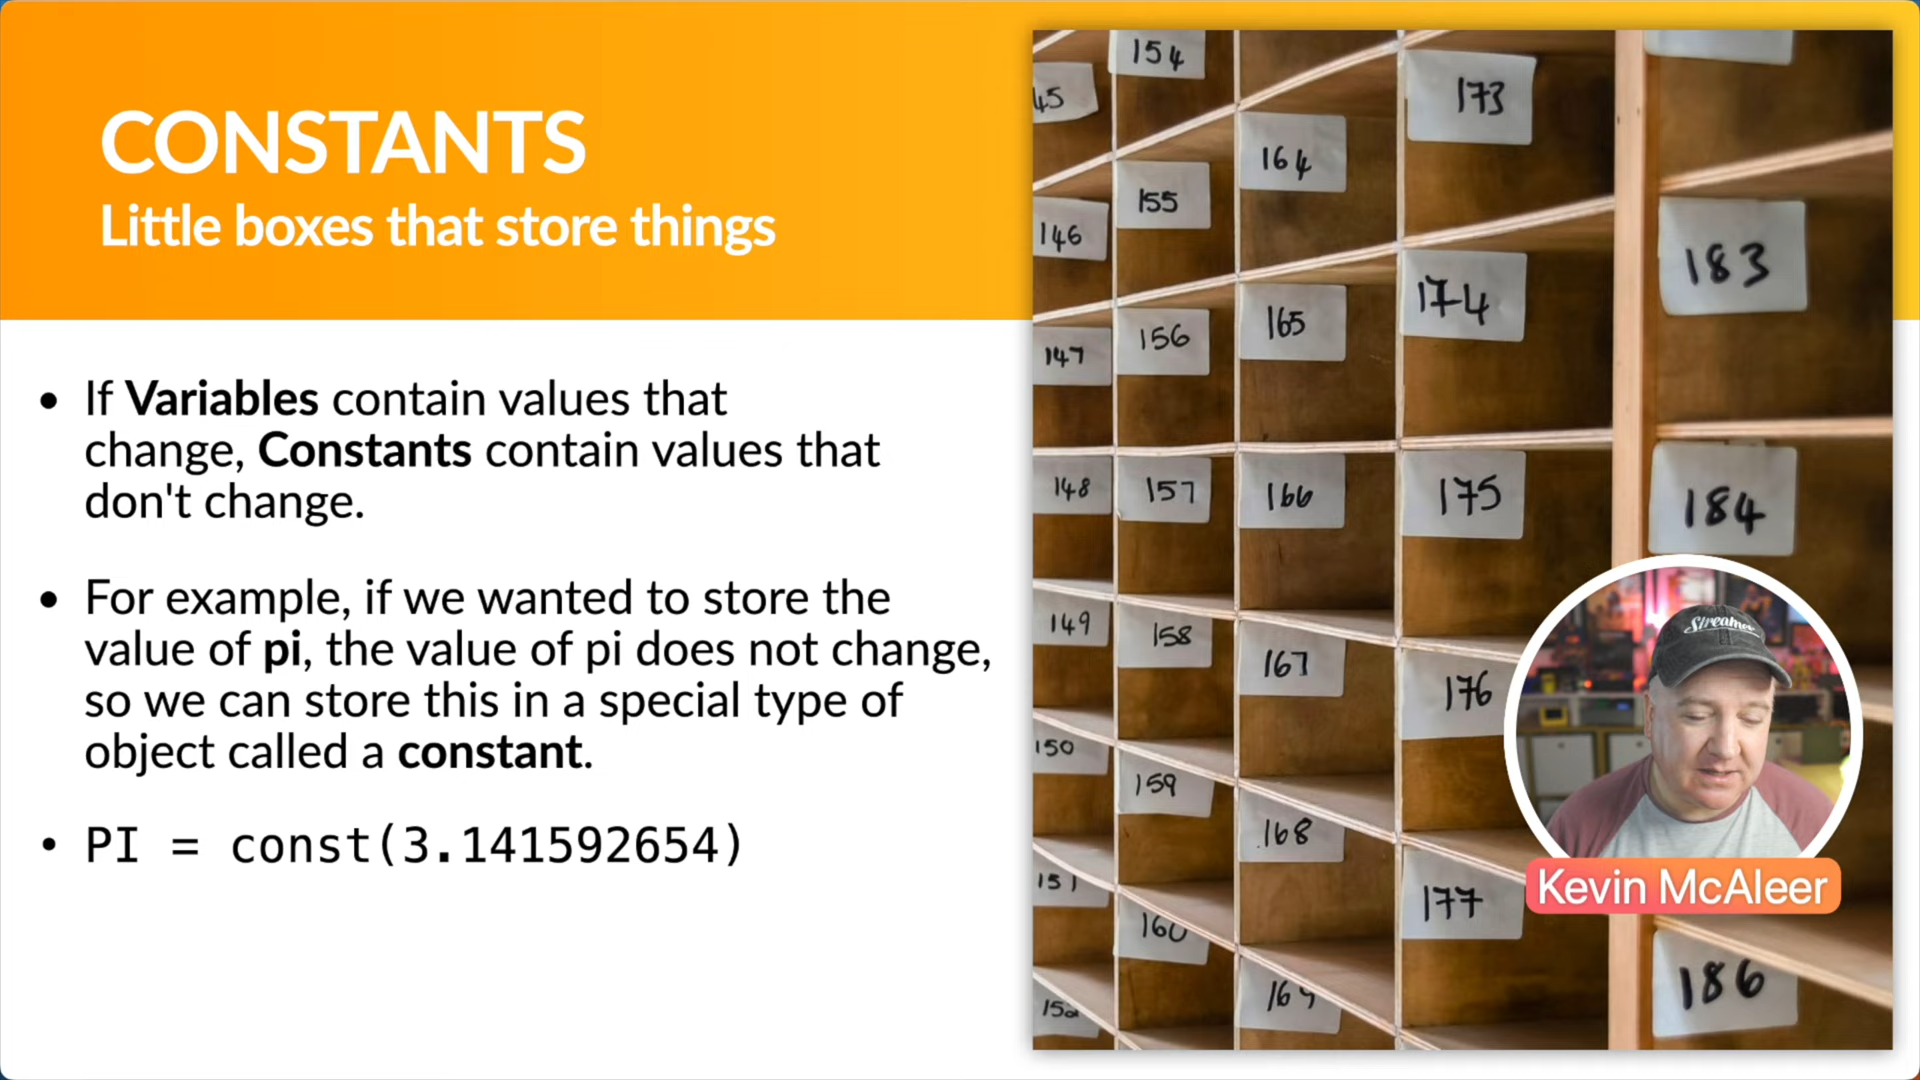 CONSTANTS
Little boxes that store things
• If Variables contain values that
change, Constants contain values that
don't change.
• For example, if we wanted to store the
value of pi, the value of pi does not change,
so we can store this in a special type of
object called a constant.
• PI = const(3.141592654)
45
146
147
148
149
150
151
154
155
156
157
158
159
160
164
165
166
167
168
169
173
174
175
176
177
183
184
186
Streamer
Kevin McAleer